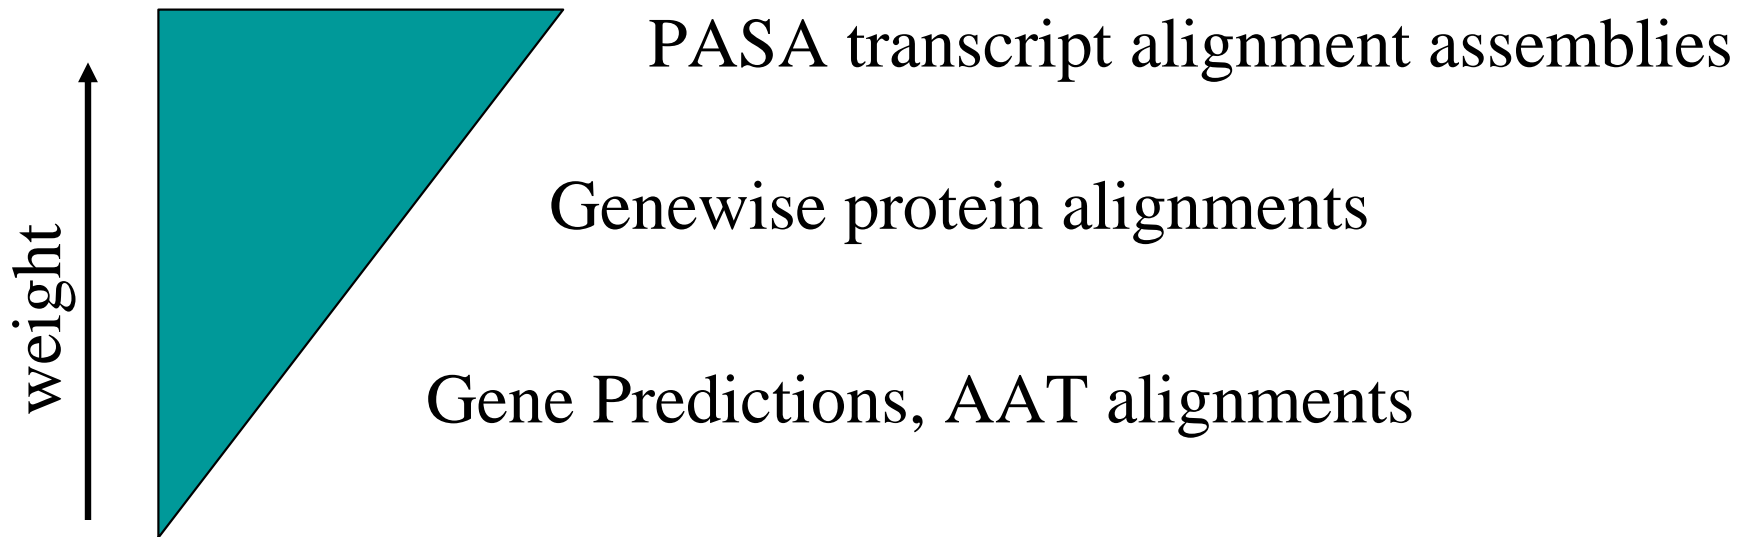 PASA transcript alignment assemblies
Genewise protein alignments
weight
Gene Predictions, AAT alignments